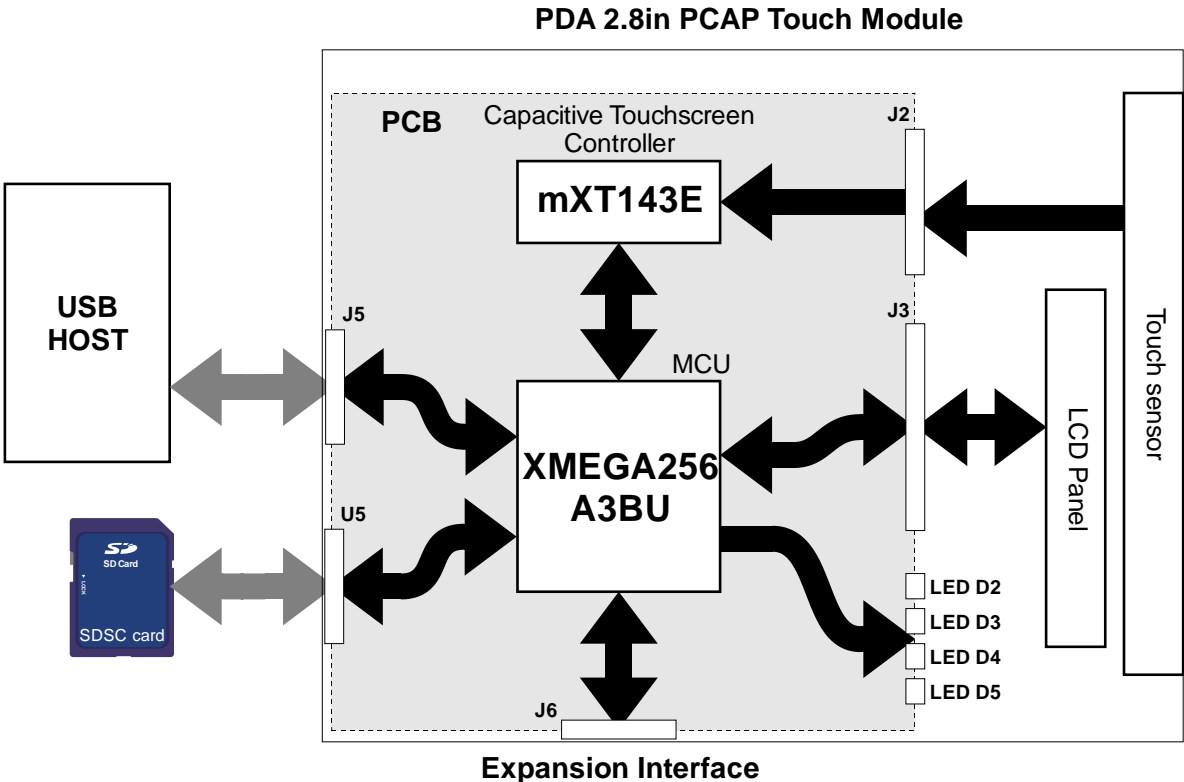 PDA 2.8in PCAP Touch Module
PCB
Capacitive Touchscreen
Controller
mXT143E
J2
USB
HOST
J5
J3
MCU
XMEGA256
A3BU
Touch sensor
LCD Panel
U5
SD
SD Card
LOCK
SDSC card
LED D2
LED D3
LED D4
LED D5
J6
Expansion Interface